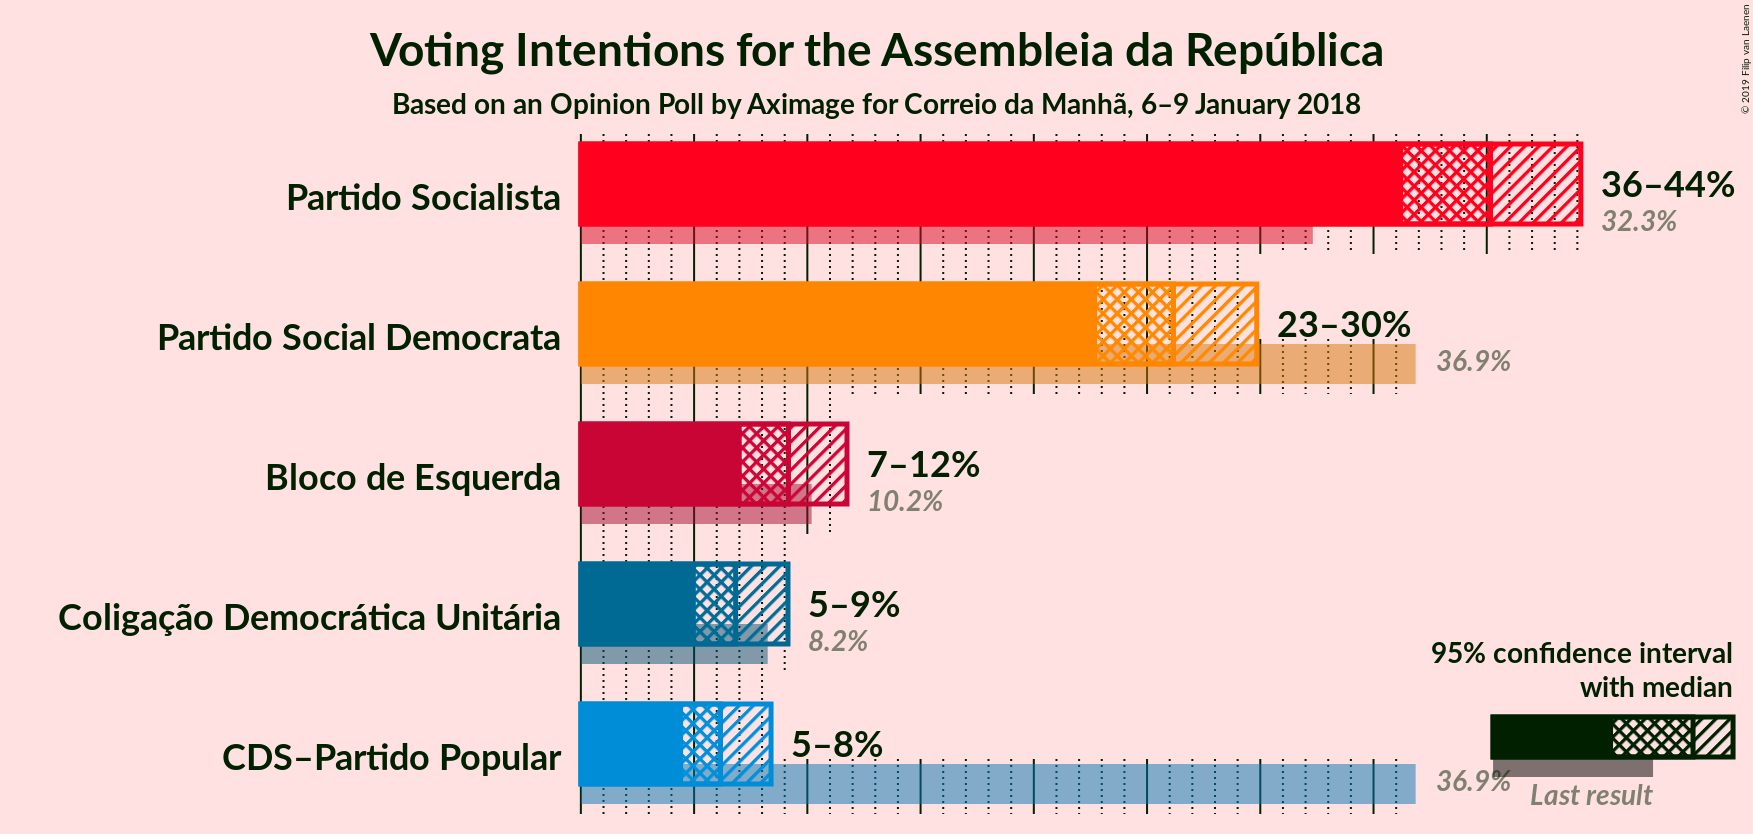 Voting Intentions for the Assembleia da República
Based on an Opinion Poll by Aximage for Correio da Manhã, 6–9 January 2018
© 2019 Filip van Laenen
Partido Socialista
36–44%
32.3%
Partido Social Democrata
23–30%
36.9%
Bloco de Esquerda
7–12%
10.2%
Coligação Democrática Unitária
5–9%
8.2%
CDS–Partido Popular
5–8%
36.9%
95% confidence interval
with median
Last result